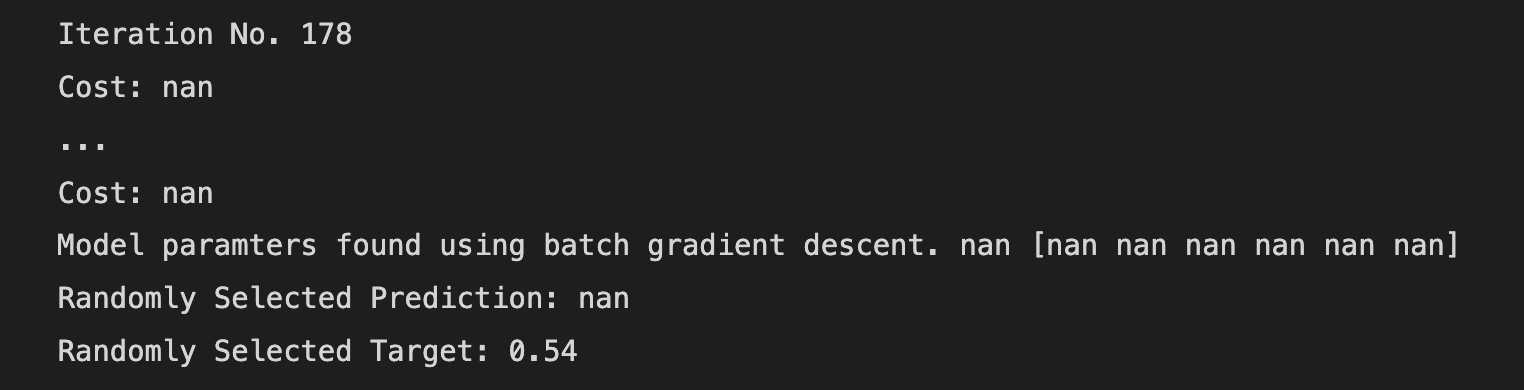 Iteration No. 178
Cost: nan
...
Cost: nan
Model paramters found using batch gradient descent. nan [nan nan nan nan nan nan]
Randomly Selected Prediction: nan
Randomly Selected Target: 0.54